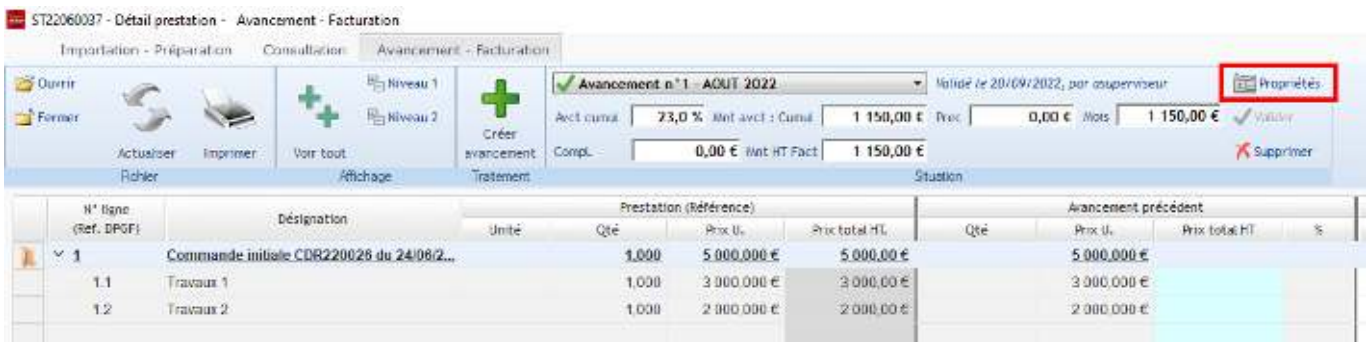 ST22060037 - Détail prestation - Avancement - Facturation
Importation - Préparation Consultation Avancement - Facturation
Ouvrir Niveau 1 Avancement n°1 - AOUT 2022 Validé le 20/09/2022, par asuperviseur Propriétés
Fermer Niveau 2 Avct cumul 23,0 % Mnt avct : Cumul 1 150,00 € Prec 0,00 € Mois 1 150,00 € Valider
Actualiser Imprimer Voir tout Créer avancement Compl. 0,00 € Mnt HT Fact 1 150,00 € Supprimer
Fichier Affichage Traitement Situation
N° ligne Désignation Prestation (Référence) Avancement précédent
(Ref. DPGF) Unité Qté Prix U. Prix total HT. Qté Prix U. Prix total HT %
1 Commande initiale CDR220026 du 24/06/2... 1,000 5 000,000 € 5 000,00 € 5 000,000 €
1.1 Travaux 1 1,000 3 000,000 € 3 000,00 € 3 000,000 €
1.2 Travaux 2 1,000 2 000,000 € 2 000,00 € 2 000,000 €